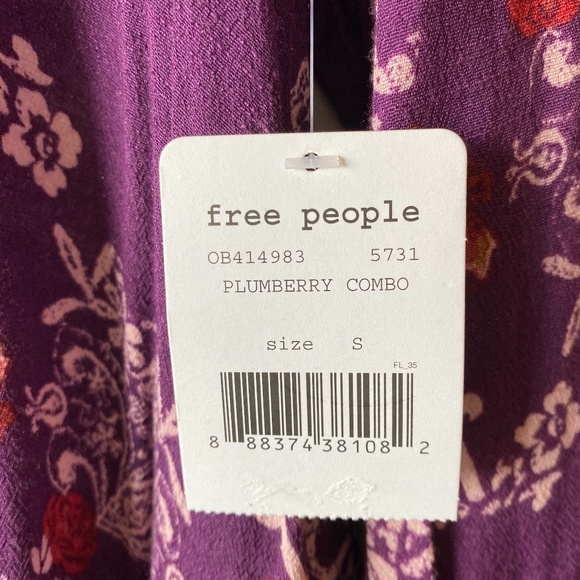 free people
OB414983 5731
PLUMBERRY COMBO
size S
FL_35
8 88374 38108 2